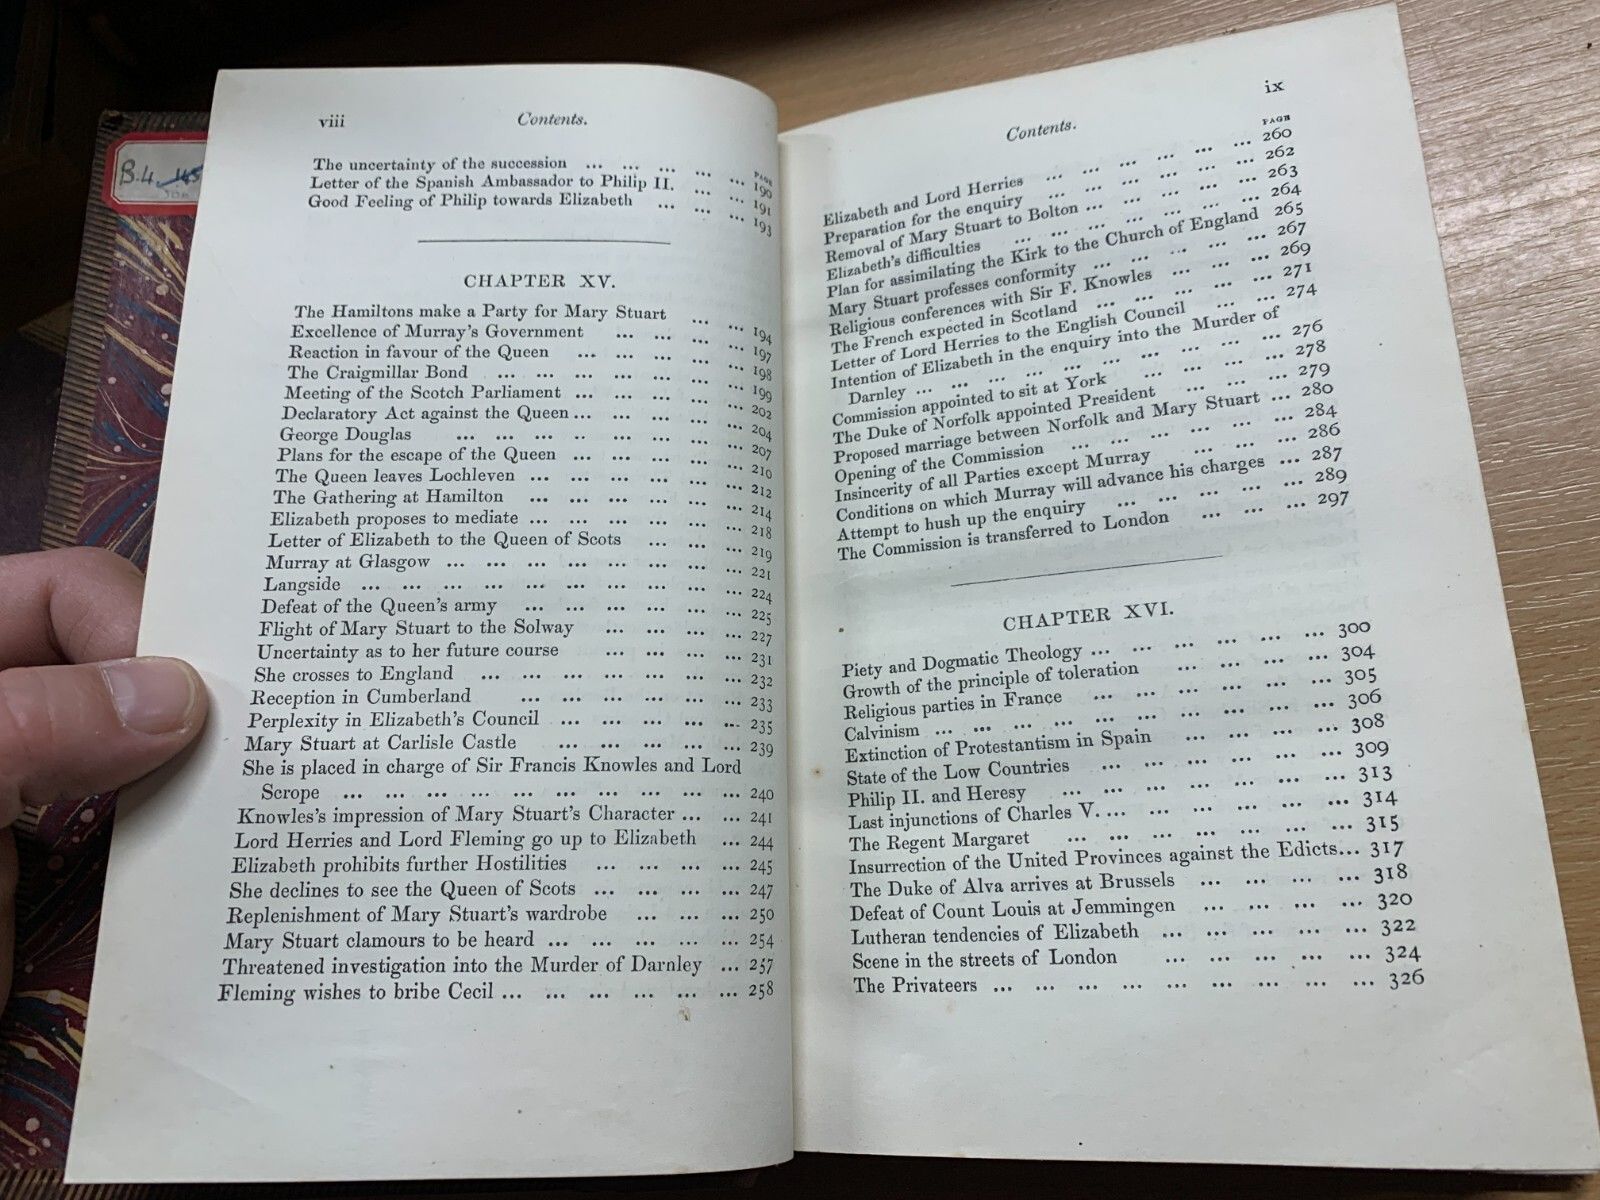 B.4. 145
viii
Contents.
PAGE
The uncertainty of the succession ... ... ... ... ... 190
Letter of the Spanish Ambassador to Philip II. ... ... 191
Good Feeling of Philip towards Elizabeth ... ... ... 193
CHAPTER XV.
The Hamiltons make a Party for Mary Stuart ... ... 194
Excellence of Murray's Government ... ... ... ... 197
Reaction in favour of the Queen ... ... ... ... 198
The Craigmillar Bond ... ... ... ... ... ... 199
Meeting of the Scotch Parliament ... ... ... ... 202
Declaratory Act against the Queen ... ... ... ... 204
George Douglas ... ... ... .. ... ... ... 207
Plans for the escape of the Queen ... ... ... ... 210
The Queen leaves Lochleven ... ... ... ... ... 212
The Gathering at Hamilton ... ... ... ... ... 214
Elizabeth proposes to mediate ... ... ... ... ... 218
Letter of Elizabeth to the Queen of Scots ... ... ... 219
Murray at Glasgow ... ... ... ... ... ... ... 221
Langside ... ... ... ... ... ... ... ... ... 224
Defeat of the Queen's army ... ... ... ... ... 225
Flight of Mary Stuart to the Solway ... ... ... ... 227
Uncertainty as to her future course ... ... ... ... 231
She crosses to England ... ... ... ... ... ... ... 232
Reception in Cumberland ... ... ... ... ... ... 233
Perplexity in Elizabeth's Council ... ... ... ... ... 235
Mary Stuart at Carlisle Castle ... ... ... ... ... 239
She is placed in charge of Sir Francis Knowles and Lord
Scrope ... ... ... ... ... ... ... ... ... ... 240
Knowles's impression of Mary Stuart's Character ... ... 241
Lord Herries and Lord Fleming go up to Elizabeth ... 244
Elizabeth prohibits further Hostilities ... ... ... ... 245
She declines to see the Queen of Scots ... ... ... ... 247
Replenishment of Mary Stuart's wardrobe ... ... ... 250
Mary Stuart clamours to be heard ... ... ... ... ... 254
Threatened investigation into the Murder of Darnley ... 257
Fleming wishes to bribe Cecil ... ... ... ... ... ... 258
ix
Contents.
PAGE
Elizabeth and Lord Herries ... ... ... ... ... ... 260
Preparation for the enquiry ... ... ... ... ... ... 262
Removal of Mary Stuart to Bolton ... ... ... ... ... 263
Elizabeth's difficulties ... ... ... ... ... ... ... 264
Plan for assimilating the Kirk to the Church of England 265
Mary Stuart professes conformity ... ... ... ... ... 267
Religious conferences with Sir F. Knowles ... ... ... 269
The French expected in Scotland ... ... ... ... ... 271
Letter of Lord Herries to the English Council ... ... 274
Intention of Elizabeth in the enquiry into the Murder of
Darnley ... ... ... ... ... ... ... ... ... 276
Commission appointed to sit at York ... ... ... ... 278
The Duke of Norfolk appointed President ... ... ... 279
Proposed marriage between Norfolk and Mary Stuart ... 280
Opening of the Commission ... ... ... ... ... ... 284
Insincerity of all Parties except Murray ... ... ... 286
Conditions on which Murray will advance his charges ... 287
Attempt to hush up the enquiry ... ... ... ... ... 289
The Commission is transferred to London ... ... ... 297
CHAPTER XVI.
Piety and Dogmatic Theology ... ... ... ... ... ... 300
Growth of the principle of toleration ... ... ... ... 304
Religious parties in France ... ... ... ... ... ... 305
Calvinism ... ... ... ... ... ... ... ... ... ... 306
Extinction of Protestantism in Spain ... ... ... ... 308
State of the Low Countries ... ... ... ... ... ... 309
Philip II. and Heresy ... ... ... ... ... ... ... 313
Last injunctions of Charles V. ... ... ... ... ... ... 314
The Regent Margaret ... ... ... ... ... ... ... 315
Insurrection of the United Provinces against the Edicts... 317
The Duke of Alva arrives at Brussels ... ... ... ... 318
Defeat of Count Louis at Jemmingen ... ... ... ... 320
Lutheran tendencies of Elizabeth ... ... ... ... ... 322
Scene in the streets of London ... ... ... ... ... 324
The Privateers ... ... ... ... ... ... ... ... ... 326